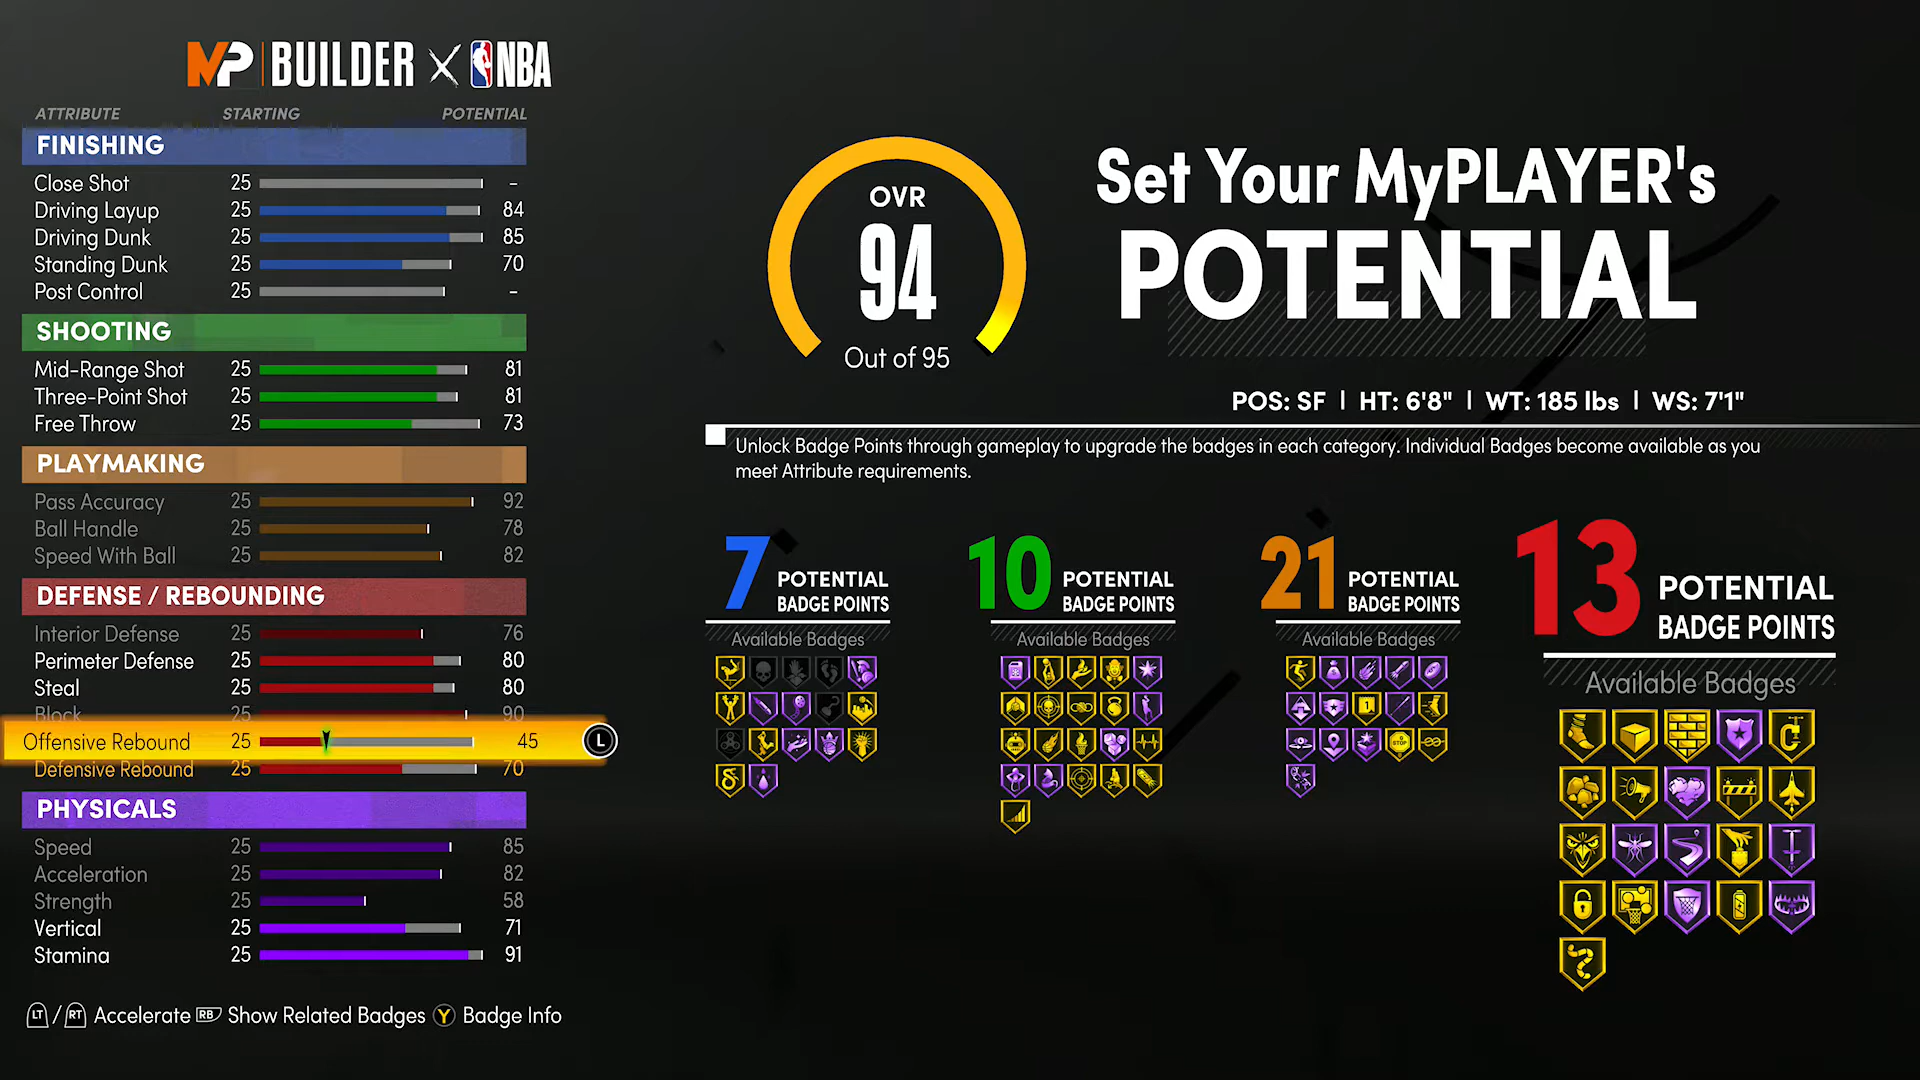 MP | BUILDER X NBA
ATTRIBUTE STARTING POTENTIAL
FINISHING
Close Shot 25 -
Driving Layup 25 84
Driving Dunk 25 85
Standing Dunk 25 70
Post Control 25 -
SHOOTING
Mid-Range Shot 25 81
Three-Point Shot 25 81
Free Throw 25 73
PLAYMAKING
Pass Accuracy 25 92
Ball Handle 25 78
Speed With Ball 25 82
DEFENSE / REBOUNDING
Interior Defense 25 76
Perimeter Defense 25 80
Steal 25 80
Block 25 90
Offensive Rebound 25 45 L
Defensive Rebound 25 70
PHYSICALS
Speed 25 85
Acceleration 25 82
Strength 25 58
Vertical 25 71
Stamina 25 91
LT / RT Accelerate RB Show Related Badges Y Badge Info
OVR
94
Out of 95
Set Your MyPLAYER's
POTENTIAL
POS: SF | HT: 6'8" | WT: 185 lbs | WS: 7'1"
Unlock Badge Points through gameplay to upgrade the badges in each category. Individual Badges become available as you
meet Attribute requirements.
7 POTENTIAL
BADGE POINTS
Available Badges
10 POTENTIAL
BADGE POINTS
Available Badges
21 POTENTIAL
BADGE POINTS
Available Badges
13 POTENTIAL
BADGE POINTS
Available Badges